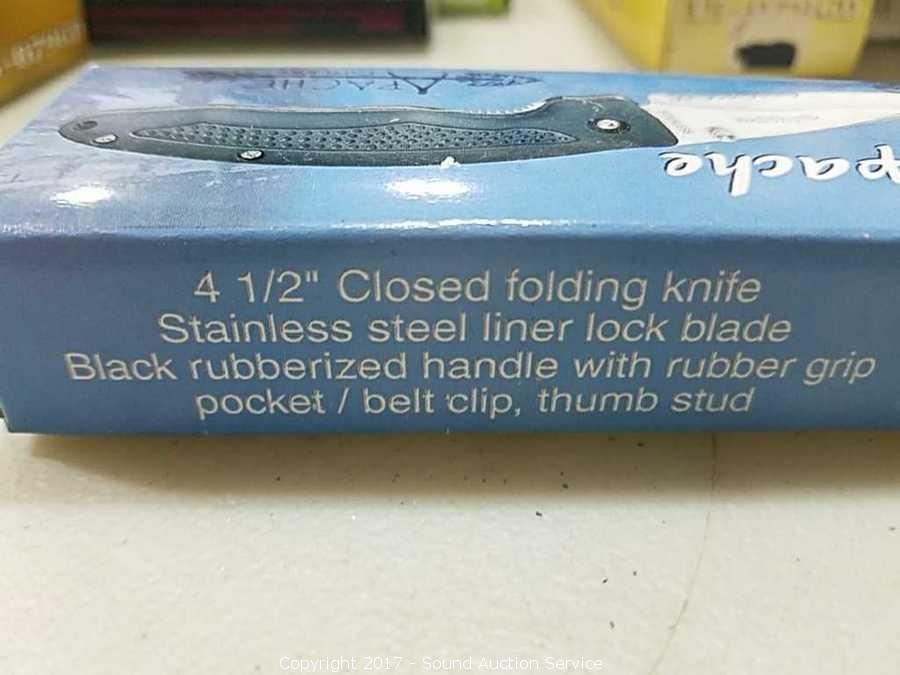 APACHE
pache
4 1/2" Closed folding knife
Stainless steel liner lock blade
Black rubberized handle with rubber grip
pocket / belt clip, thumb stud
Copyright 2017 - Sound Auction Service